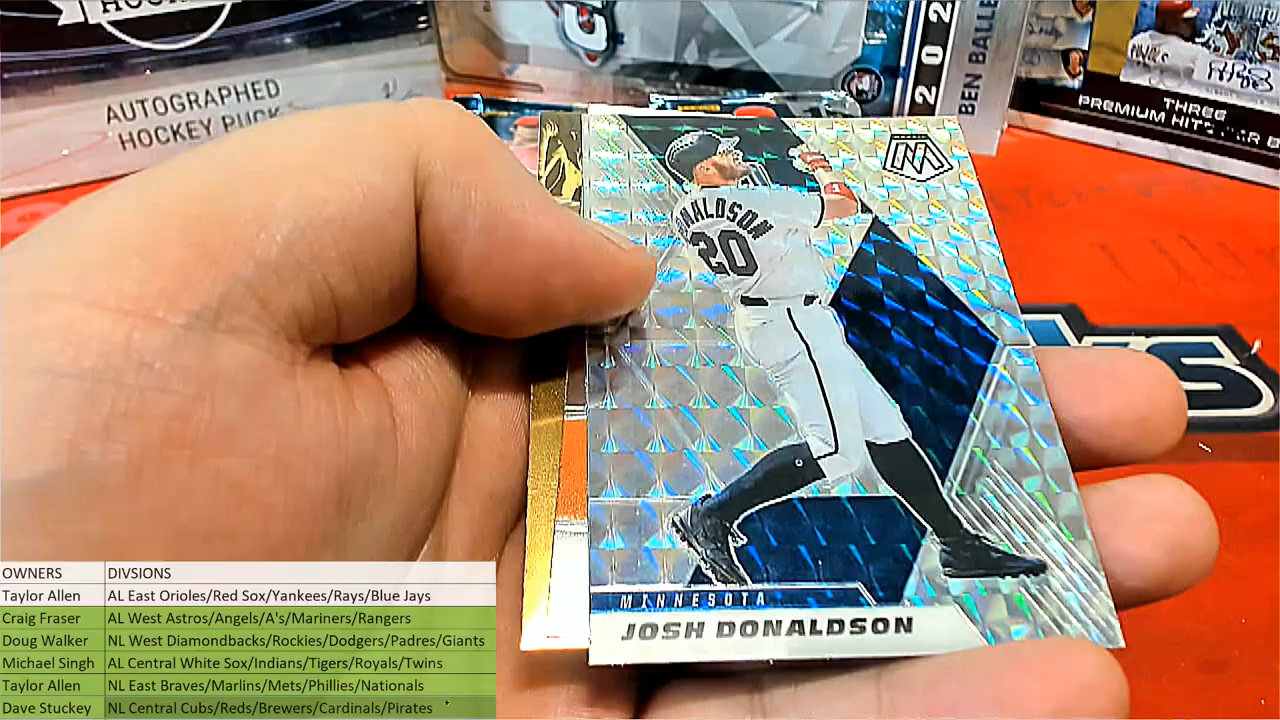 AUTOGRAPHED
HOCKEY PUCK
202
BEN BALLE
THREE
PREMIUM HITS
DONALDSON
20
MINNESOTA
JOSH DONALDSON
OWNERS DIVSIONS
Taylor Allen AL East Orioles/Red Sox/Yankees/Rays/Blue Jays
Craig Fraser AL West Astros/Angels/A's/Mariners/Rangers
Doug Walker NL West Diamondbacks/Rockies/Dodgers/Padres/Giants
Michael Singh AL Central White Sox/Indians/Tigers/Royals/Twins
Taylor Allen NL East Braves/Marlins/Mets/Phillies/Nationals
Dave Stuckey NL Central Cubs/Reds/Brewers/Cardinals/Pirates